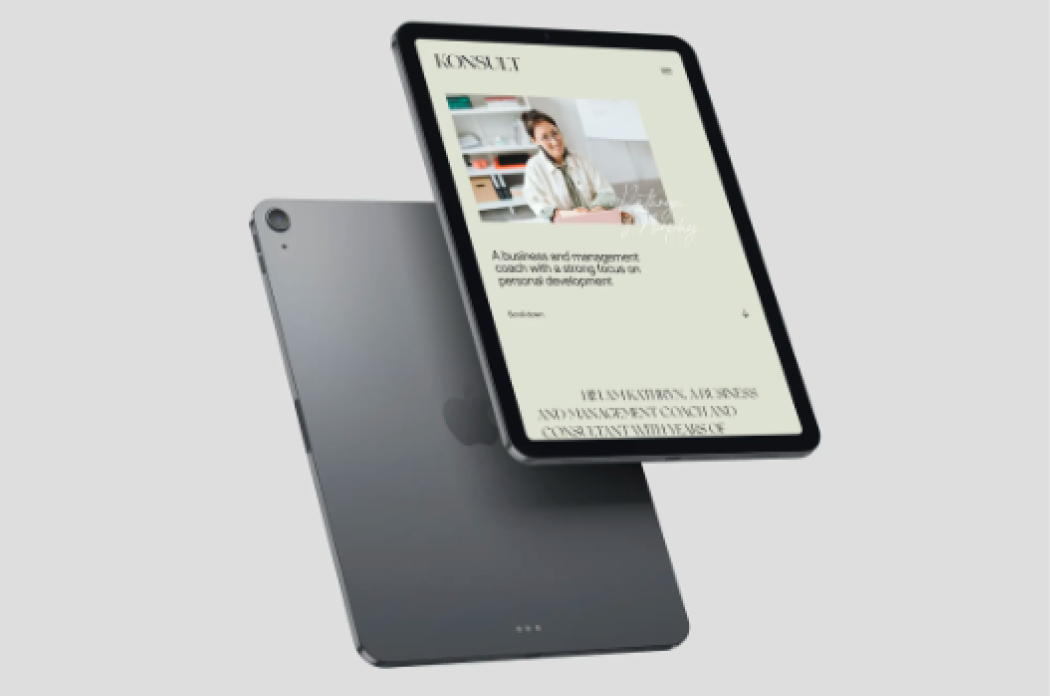 KONSULT
A business and management
coach with a strong focus on
personal development
Scroll down
HI, I AM KATHRYN, A BUSINESS
AND MANAGEMENT COACH AND
CONSULTANT WITH YEARS OF